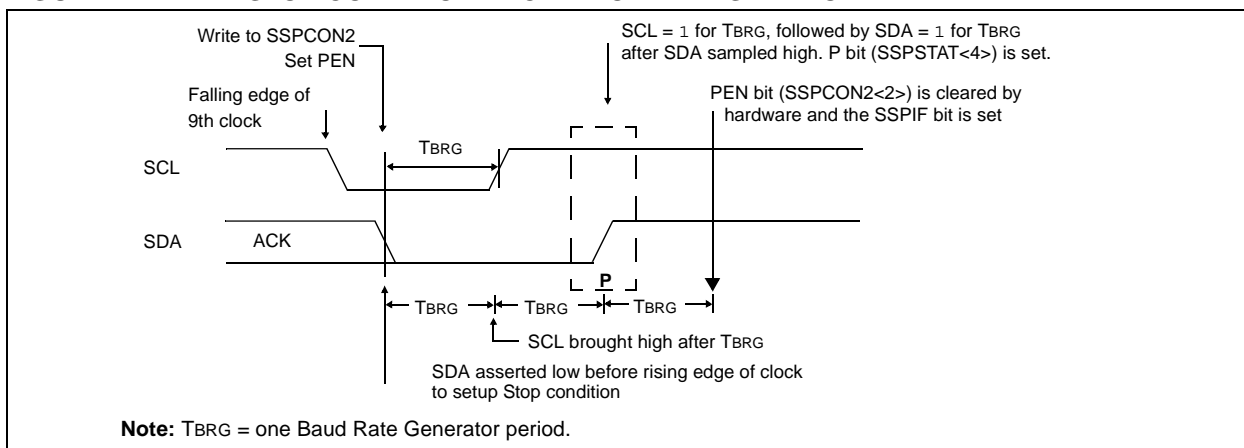 Write to SSPCON2
Set PEN
SCL = 1 for TBRG, followed by SDA = 1 for TBRG
after SDA sampled high. P bit (SSPSTAT<4>) is set.
Falling edge of
9th clock
PEN bit (SSPCON2<2>) is cleared by
hardware and the SSPIF bit is set
TBRG
SCL
SDA
ACK
P
TBRG
TBRG
TBRG
SCL brought high after TBRG
SDA asserted low before rising edge of clock
to setup Stop condition
Note: TBRG = one Baud Rate Generator period.